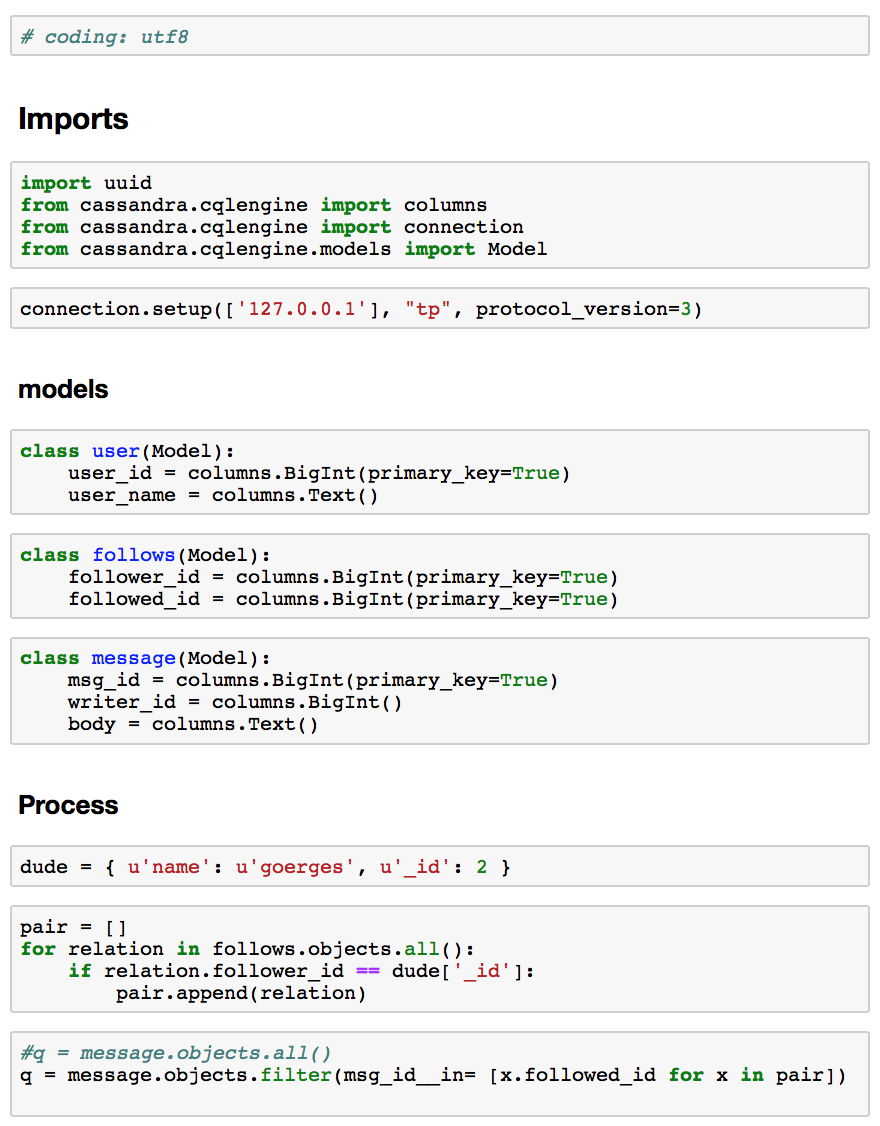 # coding: utf8
Imports
import uuid
from cassandra.cqlengine import columns
from cassandra.cqlengine import connection
from cassandra.cqlengine.models import Model
connection.setup(['127.0.0.1'], "tp", protocol_version=3)
models
class user(Model):
    user_id = columns.BigInt(primary_key=True)
    user_name = columns.Text()
class follows(Model):
    follower_id = columns.BigInt(primary_key=True)
    followed_id = columns.BigInt(primary_key=True)
class message(Model):
    msg_id = columns.BigInt(primary_key=True)
    writer_id = columns.BigInt()
    body = columns.Text()
Process
dude = { u'name': u'goerges', u'_id': 2 }
pair = []
for relation in follows.objects.all():
    if relation.follower_id == dude['_id']:
        pair.append(relation)
#q = message.objects.all()
q = message.objects.filter(msg_id__in= [x.followed_id for x in pair])